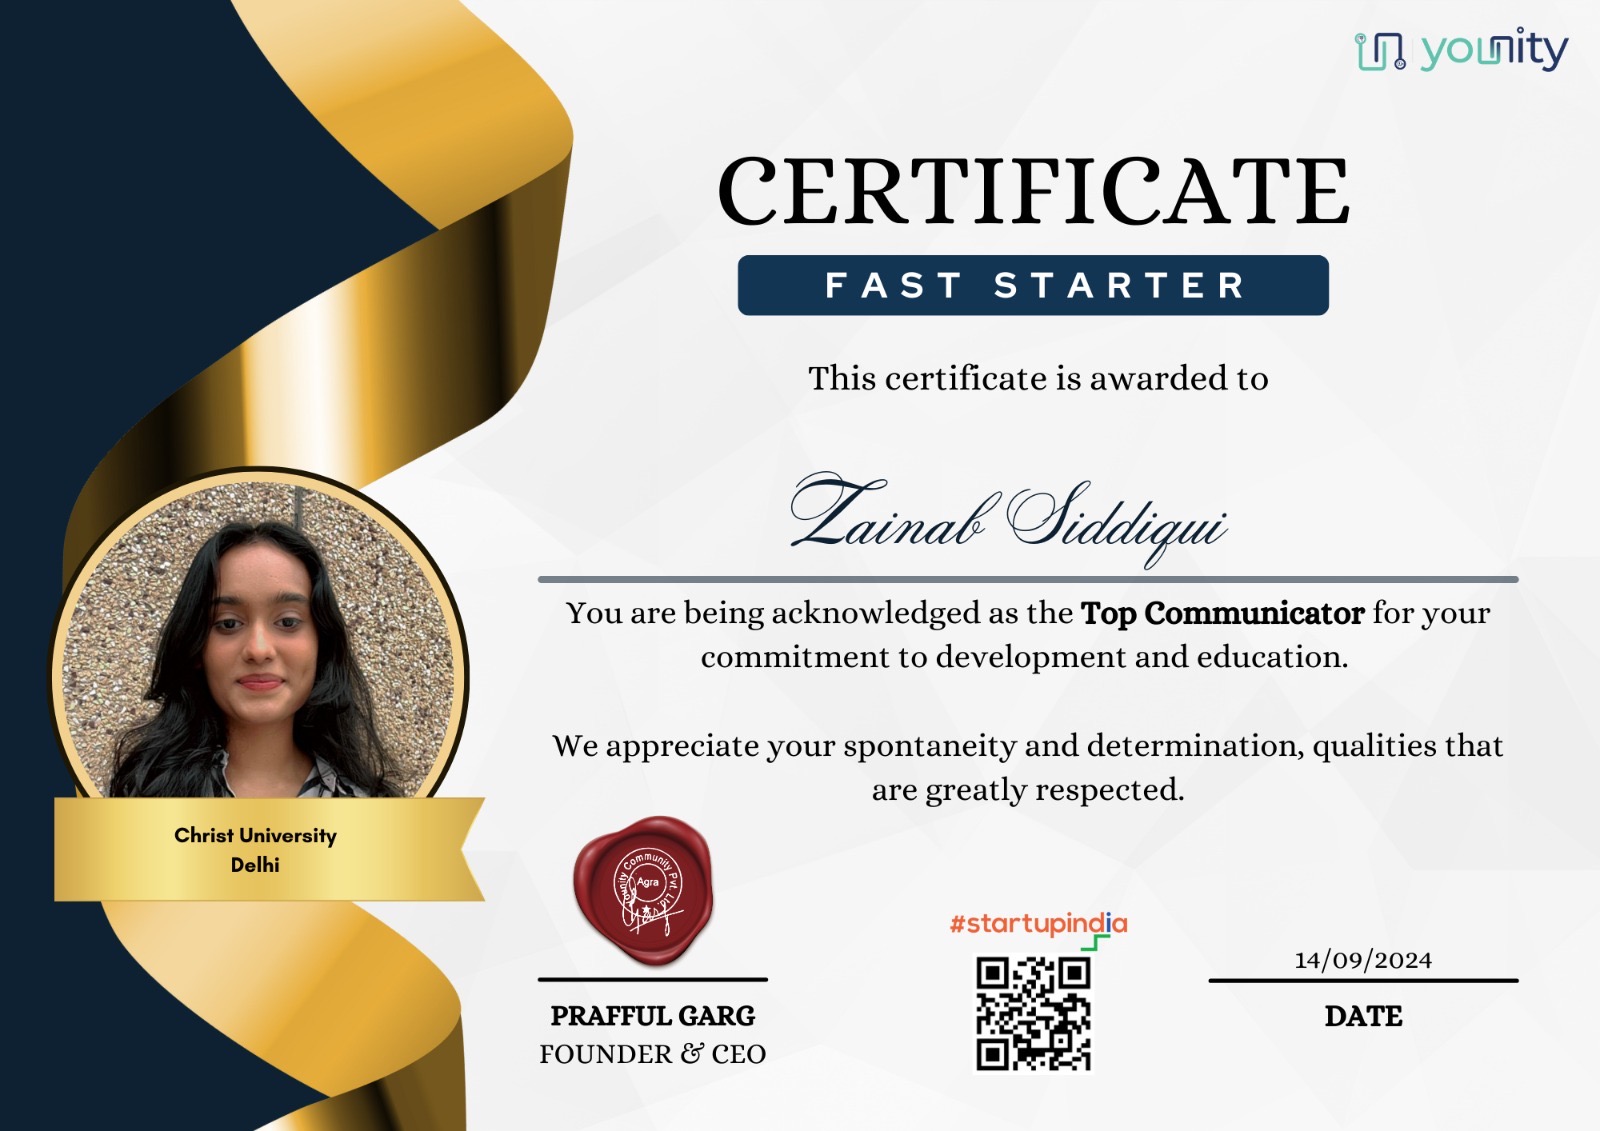 younity
CERTIFICATE
FAST STARTER
This certificate is awarded to
Zainab Siddiqui
You are being acknowledged as the Top Communicator for your
commitment to development and education.
We appreciate your spontaneity and determination, qualities that
are greatly respected.
Christ University
Delhi
Younity Community Pvt. Ltd.
Agra
PRAFFUL GARG
FOUNDER & CEO
#startupindia
14/09/2024
DATE